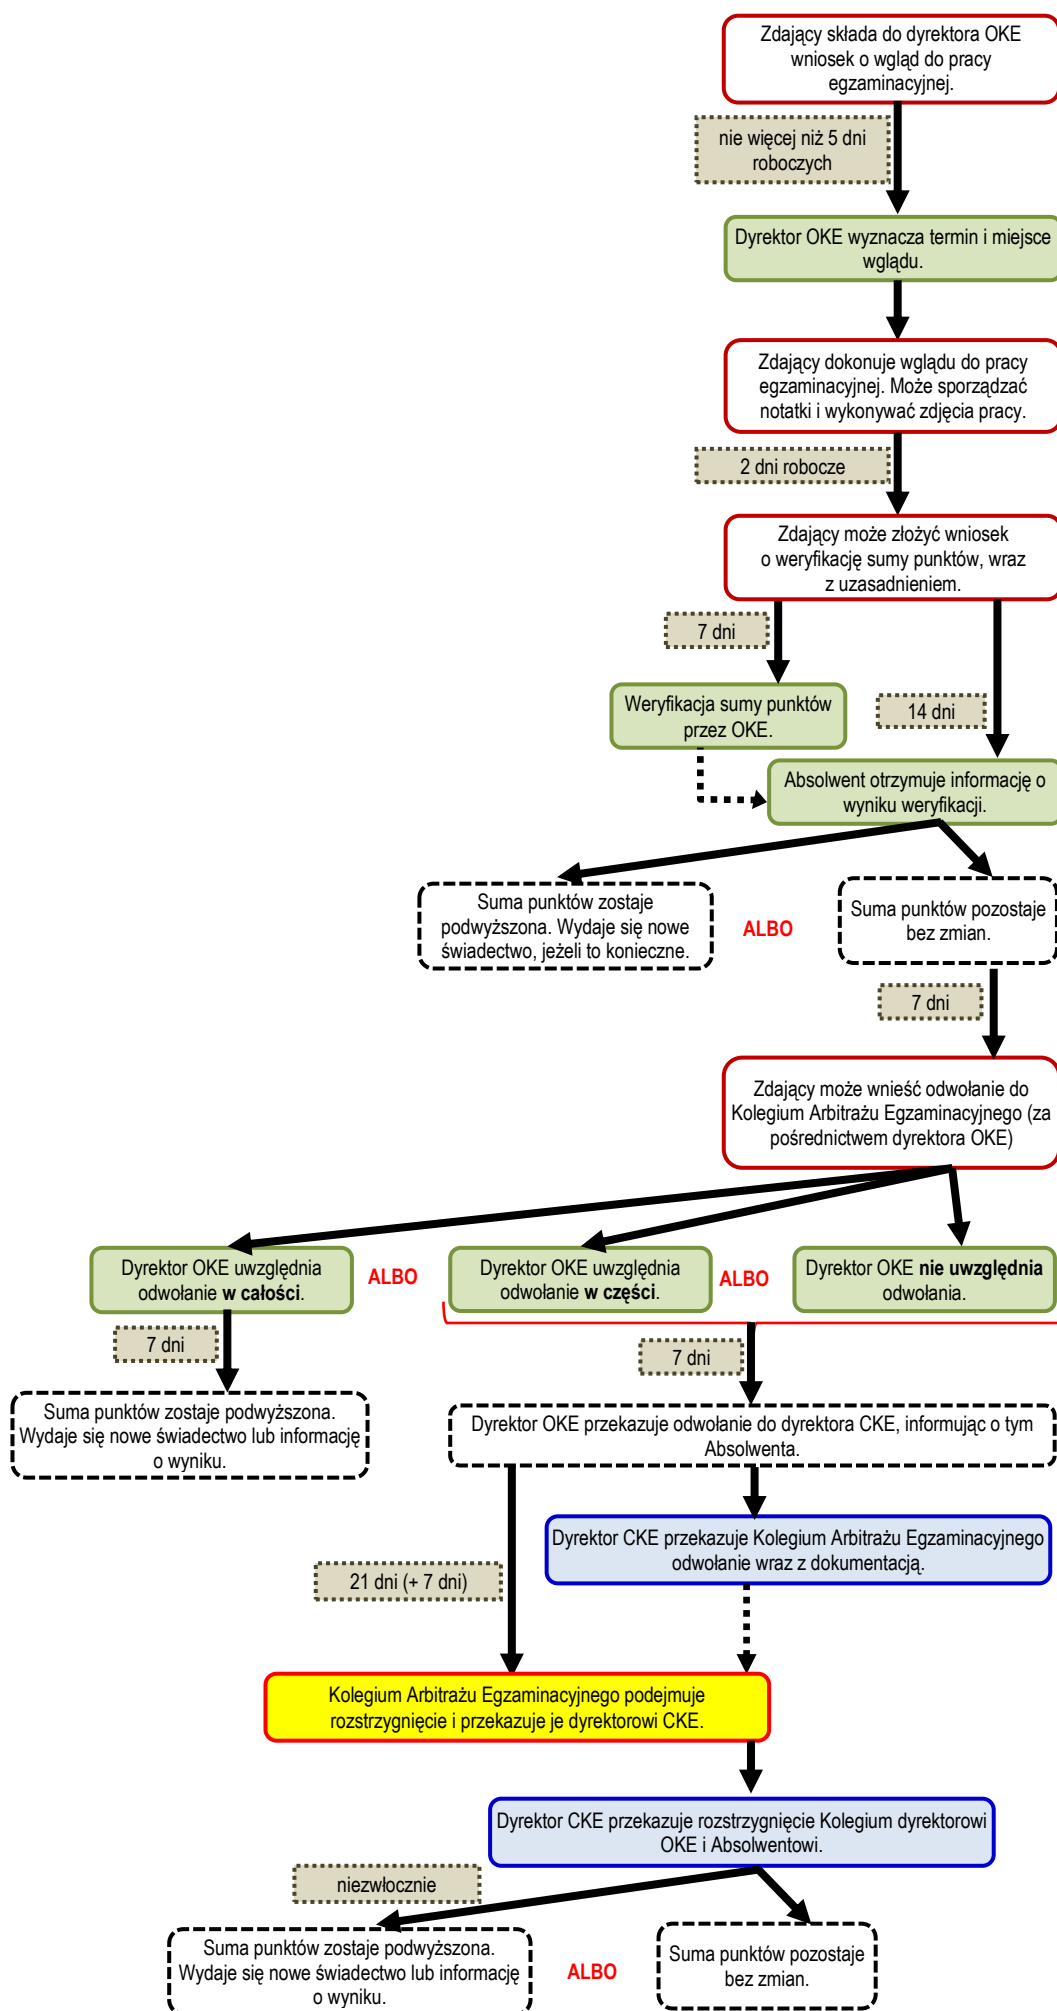 Zdający składa do dyrektora OKE
wniosek o wgląd do pracy
egzaminacyjnej.
nie więcej niż 5 dni
roboczych
Dyrektor OKE wyznacza termin i miejsce
wglądu.
Zdający dokonuje wglądu do pracy
egzaminacyjnej. Może sporządzać
notatki i wykonywać zdjęcia pracy.
2 dni robocze
Zdający może złożyć wniosek
o weryfikację sumy punktów, wraz
z uzasadnieniem.
7 dni
Weryfikacja sumy punktów
przez OKE.
14 dni
Absolwent otrzymuje informację o
wyniku weryfikacji.
Suma punktów zostaje
podwyższona. Wydaje się nowe
świadectwo, jeżeli to konieczne.
ALBO
Suma punktów pozostaje
bez zmian.
7 dni
Zdający może wnieść odwołanie do
Kolegium Arbitrażu Egzaminacyjnego (za
pośrednictwem dyrektora OKE)
Dyrektor OKE uwzględnia
odwołanie w całości.
ALBO
Dyrektor OKE uwzględnia
odwołanie w części.
ALBO
Dyrektor OKE nie uwzględnia
odwołania.
7 dni
7 dni
Suma punktów zostaje podwyższona.
Wydaje się nowe świadectwo lub informację
o wyniku.
Dyrektor OKE przekazuje odwołanie do dyrektora CKE, informując o tym
Absolwenta.
Dyrektor CKE przekazuje Kolegium Arbitrażu Egzaminacyjnego
odwołanie wraz z dokumentacją.
21 dni (+ 7 dni)
Kolegium Arbitrażu Egzaminacyjnego podejmuje
rozstrzygnięcie i przekazuje je dyrektorowi CKE.
Dyrektor CKE przekazuje rozstrzygnięcie Kolegium dyrektorowi
OKE i Absolwentowi.
niezwłocznie
Suma punktów zostaje podwyższona.
Wydaje się nowe świadectwo lub informację
o wyniku.
ALBO
Suma punktów pozostaje
bez zmian.